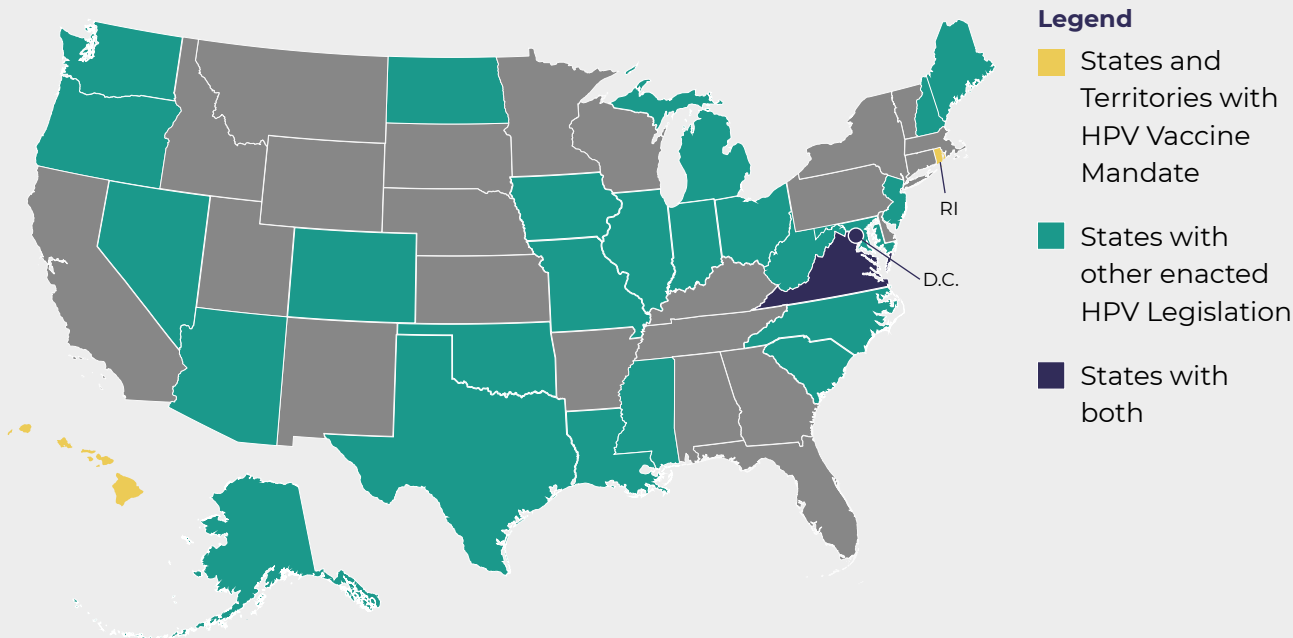 Legend
States and
Territories with
HPV Vaccine
Mandate
RI
States with
other enacted
HPV Legislation
D.C.
States with
both